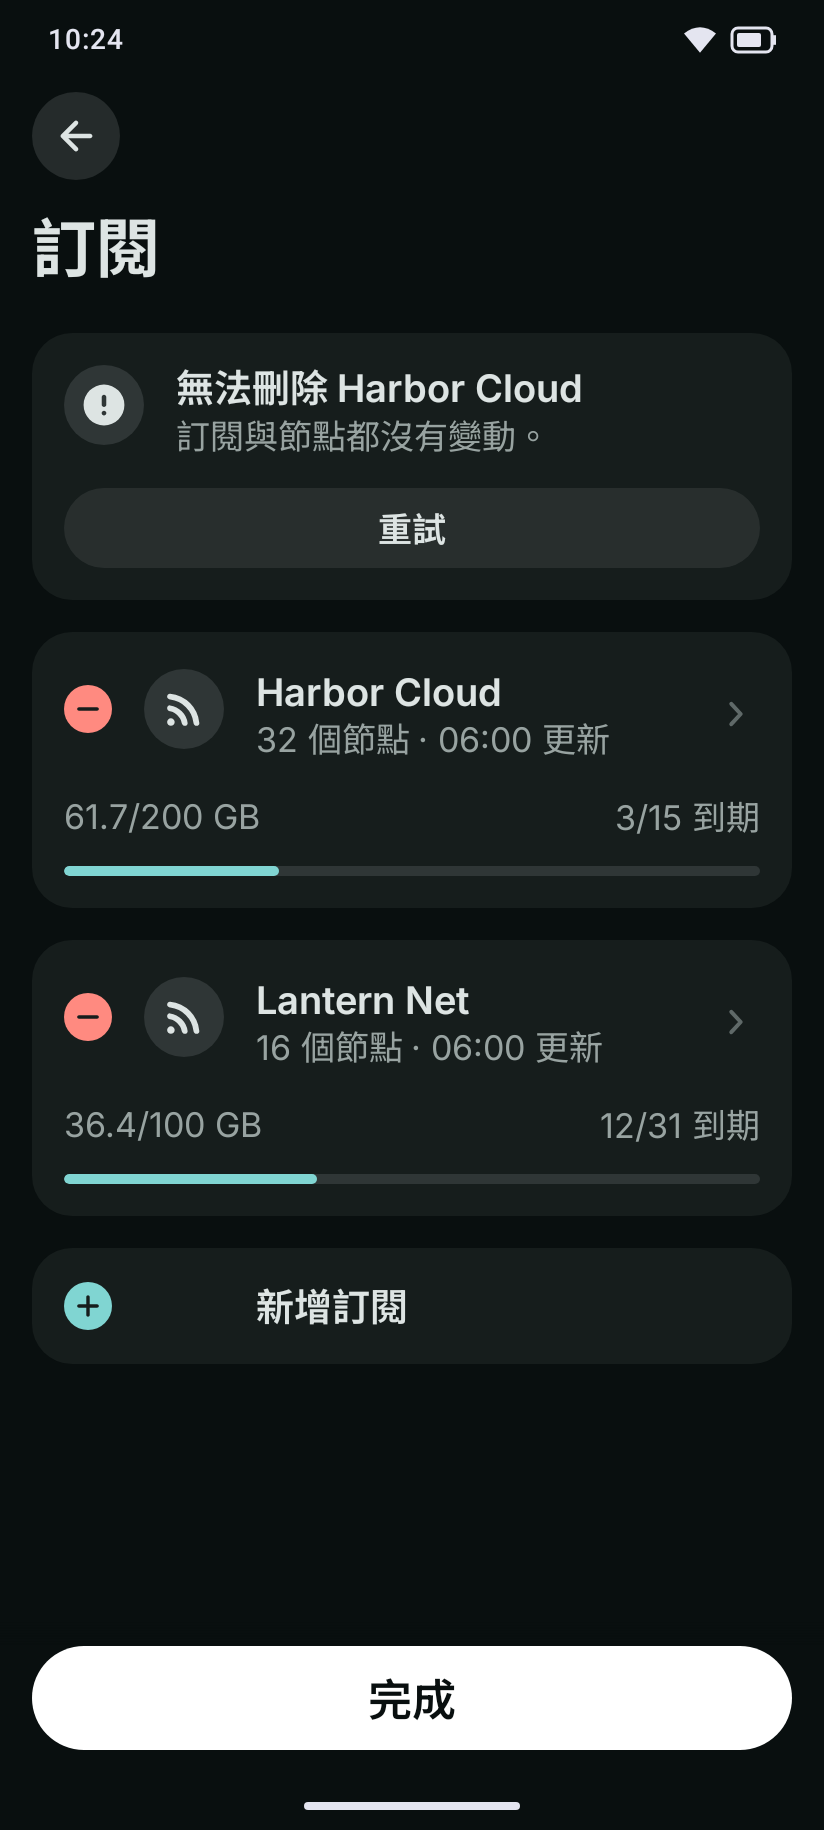 10:24
訂閱
無法刪除 Harbor Cloud
訂閱與節點都沒有變動。
重試
Harbor Cloud
32 個節點 · 06:00 更新
61.7/200 GB
3/15 到期
Lantern Net
16 個節點 · 06:00 更新
36.4/100 GB
12/31 到期
新增訂閱
完成